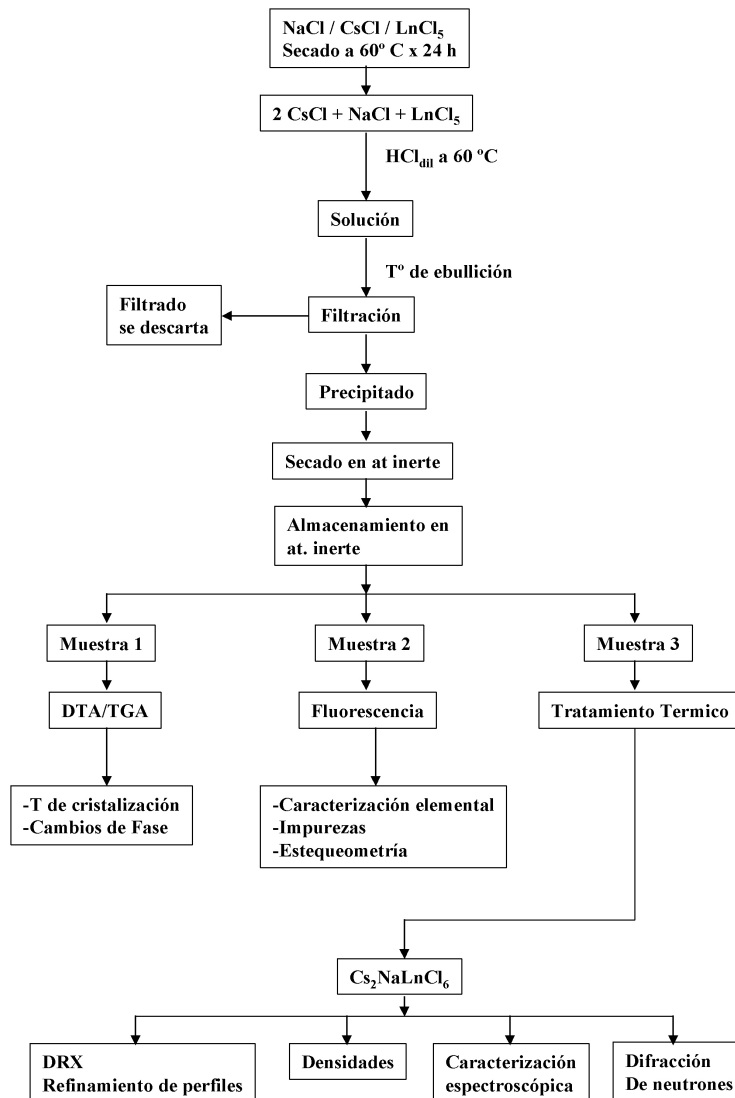 NaCl / CsCl / LnCl₅
Secado a 60º C x 24 h
2 CsCl + NaCl + LnCl₅
HCl_dil a 60 ºC
Solución
Tº de ebullición
Filtrado
se descarta
Filtración
Precipitado
Secado en at inerte
Almacenamiento en
at. inerte
Muestra 1
Muestra 2
Muestra 3
DTA/TGA
Fluorescencia
Tratamiento Termico
-T de cristalización
-Cambios de Fase
-Caracterización elemental
-Impurezas
-Estequeometría
Cs₂NaLnCl₆
DRX
Refinamiento de perfiles
Densidades
Caracterización
espectroscópica
Difracción
De neutrones